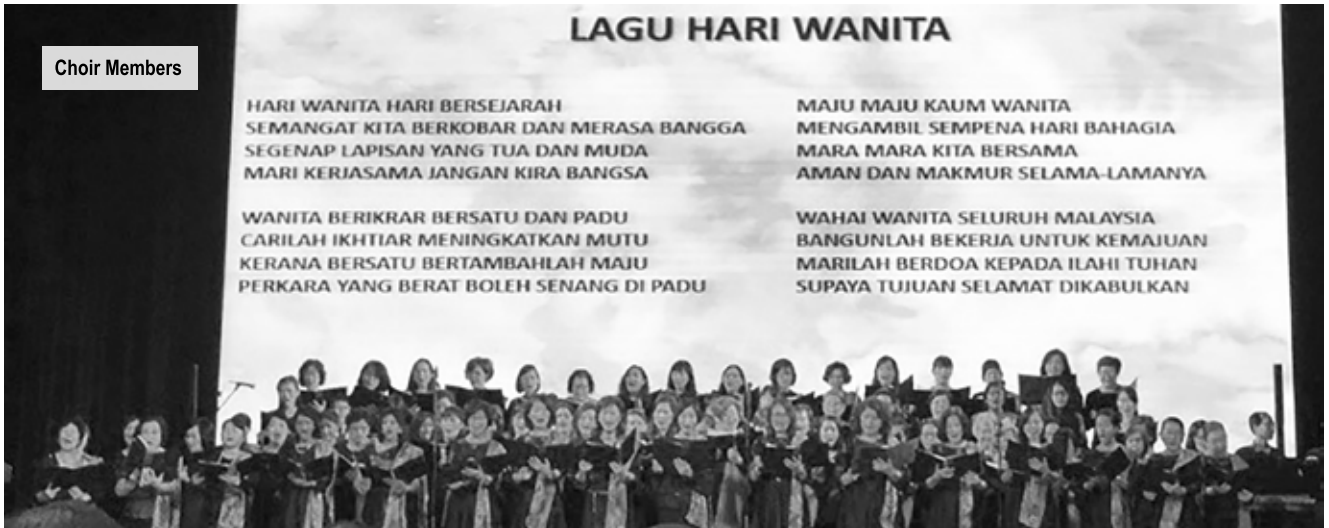 LAGU HARI WANITA
Choir Members
HARI WANITA HARI BERSEJARAH
SEMANGAT KITA BERKOBAR DAN MERASA BANGGA
SEGENAP LAPISAN YANG TUA DAN MUDA
MARI KERJASAMA JANGAN KIRA BANGSA
WANITA BERIKRAR BERSATU DAN PADU
CARILAH IKHTIAR MENINGKATKAN MUTU
KERANA BERSATU BERTAMBAHLAH MAJU
PERKARA YANG BERAT BOLEH SENANG DI PADU
MAJU MAJU KAUM WANITA
MENGAMBIL SEMPENA HARI BAHAGIA
MARA MARA KITA BERSAMA
AMAN DAN MAKMUR SELAMA-LAMANYA
WAHAI WANITA SELURUH MALAYSIA
BANGUNLAH BEKERJA UNTUK KEMAJUAN
MARILAH BERDOA KEPADA ILAHI TUHAN
SUPAYA TUJUAN SELAMAT DIKABULKAN